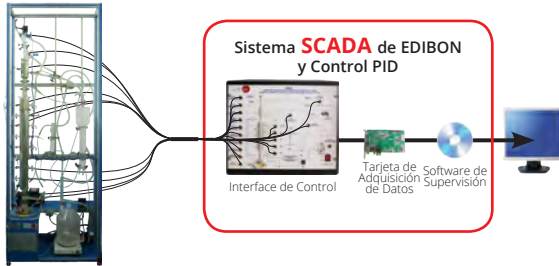 Sistema SCADA de EDIBON
y Control PID
Interface de Control
Tarjeta de
Adquisición
de Datos
Software de
Supervisión